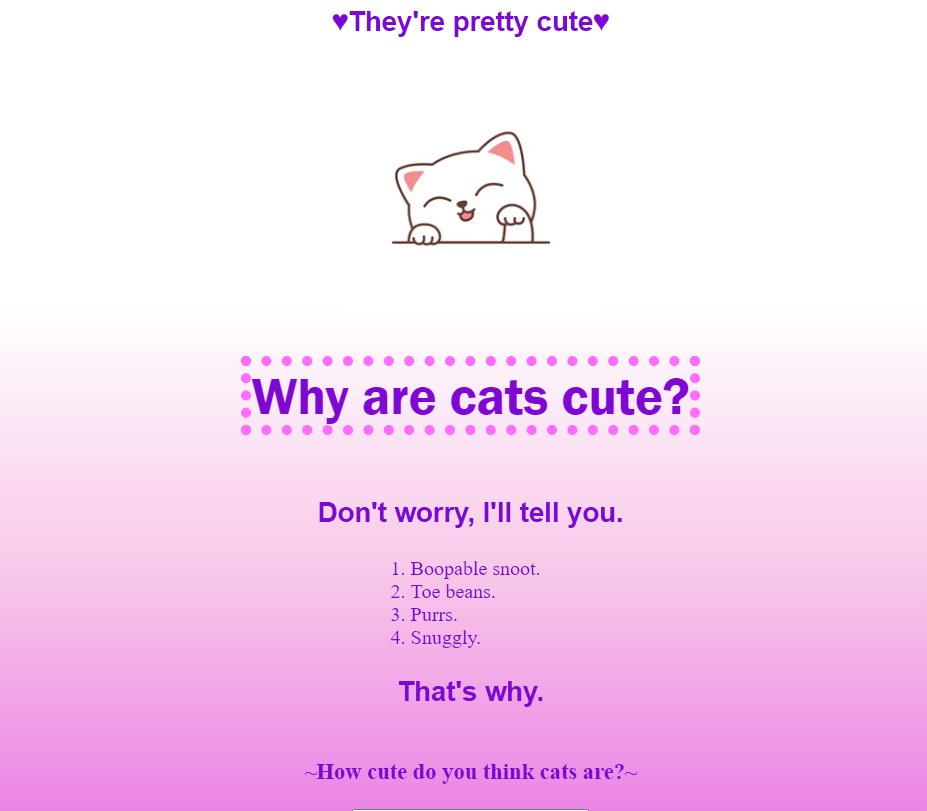 ♥They're pretty cute♥
Why are cats cute?
Don't worry, I'll tell you.
1. Boopable snoot.
2. Toe beans.
3. Purrs.
4. Snuggly.
That's why.
~How cute do you think cats are?~